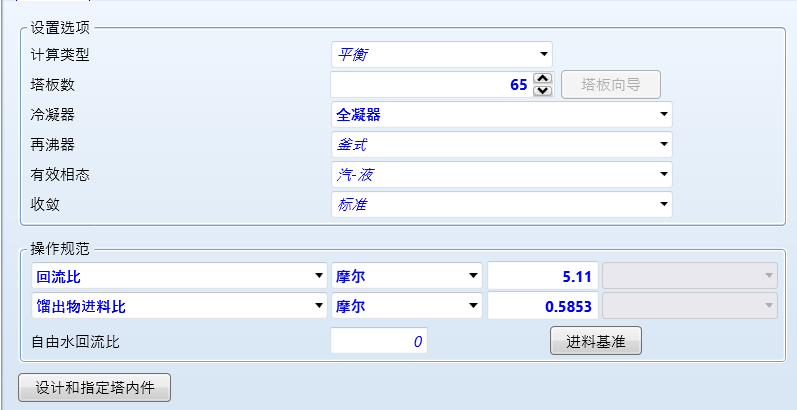 设置选项
计算类型 平衡
塔板数 65 塔板向导
冷凝器 全凝器
再沸器 釜式
有效相态 汽-液
收敛 标准
操作规范
回流比 摩尔 5.11
馏出物进料比 摩尔 0.5853
自由水回流比 0 进料基准
设计和指定塔内件